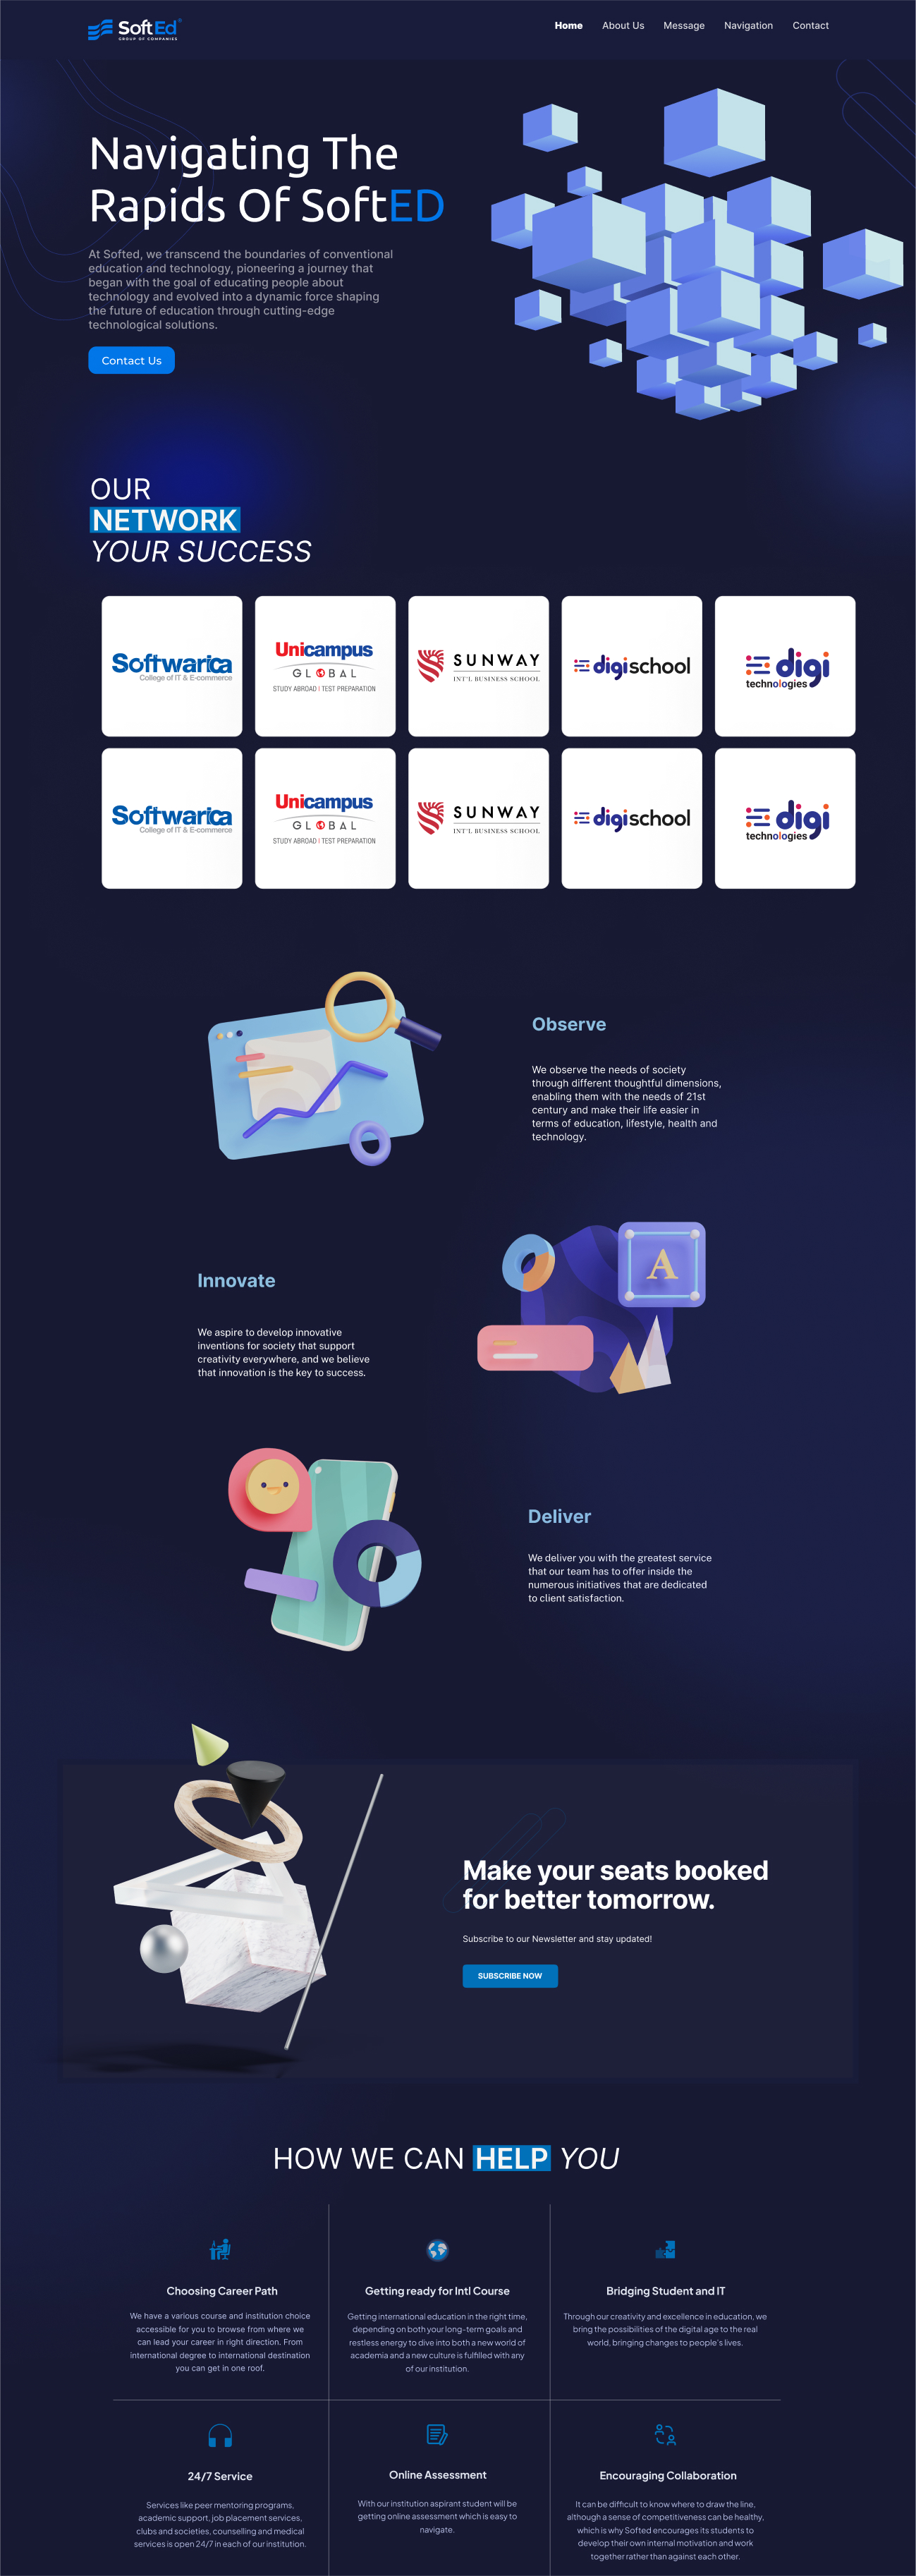 SoftEd
GROUP OF COMPANIES
Home About Us Message Navigation Contact
Navigating The
Rapids Of SoftED
At Softed, we transcend the boundaries of conventional
education and technology, pioneering a journey that
began with the goal of educating people about
technology and evolved into a dynamic force shaping
the future of education through cutting-edge
technological solutions.
Contact Us
OUR
NETWORK
YOUR SUCCESS
Softwarica
College of IT & E-commerce
Unicampus
GLOBAL
STUDY ABROAD | TEST PREPARATION
SUNWAY
INT'L BUSINESS SCHOOL
digischool
digi
technologies
Softwarica
College of IT & E-commerce
Unicampus
GLOBAL
STUDY ABROAD | TEST PREPARATION
SUNWAY
INT'L BUSINESS SCHOOL
digischool
digi
technologies
Observe
We observe the needs of society
through different thoughtful dimensions,
enabling them with the needs of 21st
century and make their life easier in
terms of education, lifestyle, health and
technology.
A
Innovate
We aspire to develop innovative
inventions for society that support
creativity everywhere, and we believe
that innovation is the key to success.
Deliver
We deliver you with the greatest service
that our team has to offer inside the
numerous initiatives that are dedicated
to client satisfaction.
Make your seats booked
for better tomorrow.
Subscribe to our Newsletter and stay updated!
SUBSCRIBE NOW
HOW WE CAN HELP YOU
Choosing Career Path
We have a various course and institution choice
accessible for you to browse from where we
can lead your career in right direction. From
international degree to international destination
you can get in one roof.
Getting ready for Intl Course
Getting international education in the right time,
depending on both your long-term goals and
restless energy to dive into both a new world of
academia and a new culture is fulfilled with any
of our institution.
Bridging Student and IT
Through our creativity and excellence in education, we
bring the possibilities of the digital age to the real
world, bringing changes to people's lives.
24/7 Service
Services like peer mentoring programs,
academic support, job placement services,
clubs and societies, counselling and medical
services is open 24/7 in each of our institution.
Online Assessment
With our institution aspirant student will be
getting online assessment which is easy to
navigate.
Encouraging Collaboration
It can be difficult to know where to draw the line,
although a sense of competitiveness can be healthy,
which is why Softed encourages its students to
develop their own internal motivation and work
together rather than against each other.